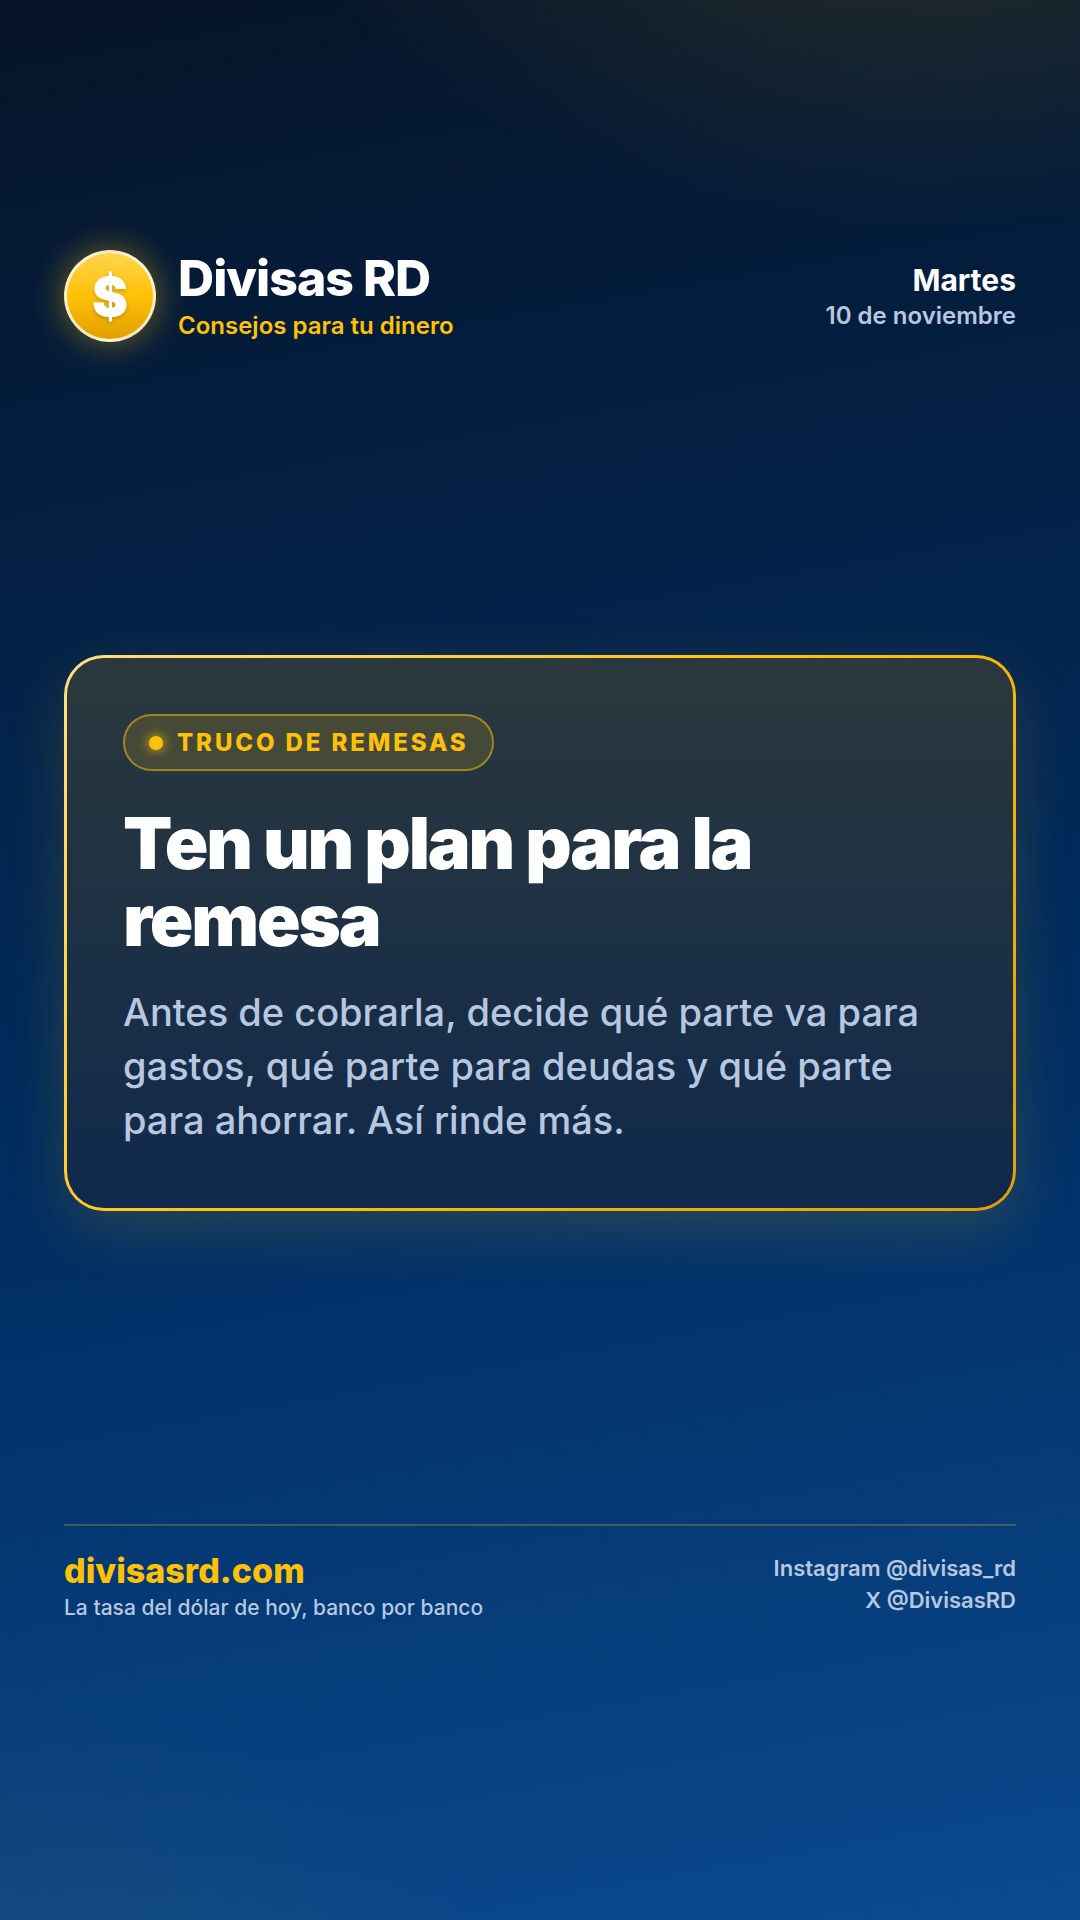 $
Divisas RD
Consejos para tu dinero
Martes
10 de noviembre
TRUCO DE REMESAS
Ten un plan para la
remesa
Antes de cobrarla, decide qué parte va para
gastos, qué parte para deudas y qué parte
para ahorrar. Así rinde más.
divisasrd.com
La tasa del dólar de hoy, banco por banco
Instagram @divisas_rd
X @DivisasRD